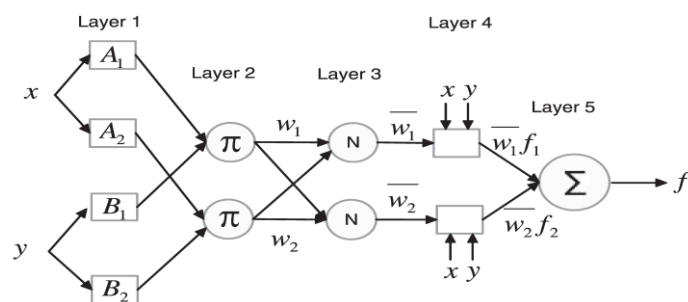 Layer 1
Layer 2
Layer 3
Layer 4
Layer 5
x
y
A₁
A₂
B₁
B₂
π
π
w₁
w₂
N
N
w̅₁
w̅₂
x y
x y
w̅₁f₁
w̅₂f₂
Σ
f